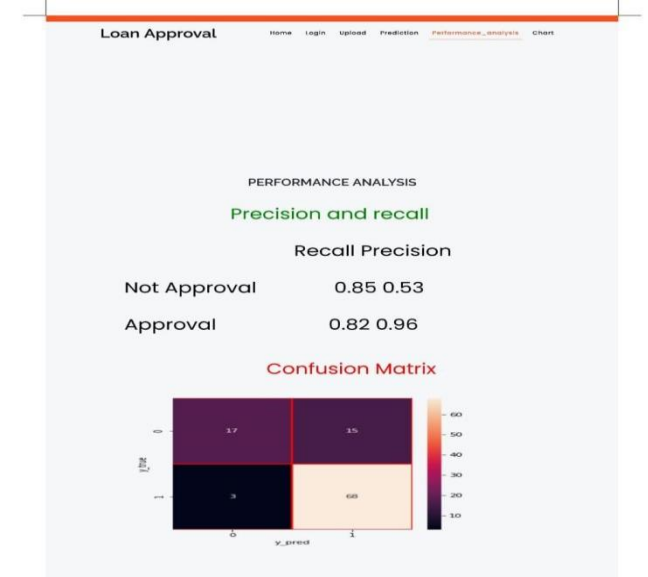 Loan Approval Home Login Upload Prediction Performance_analysis Chart
PERFORMANCE ANALYSIS
Precision and recall
Recall Precision
Not Approval 0.85 0.53
Approval 0.82 0.96
Confusion Matrix
60
0 17 15 50
40
y_true
30
1 3 68 20
10
0 1
y_pred